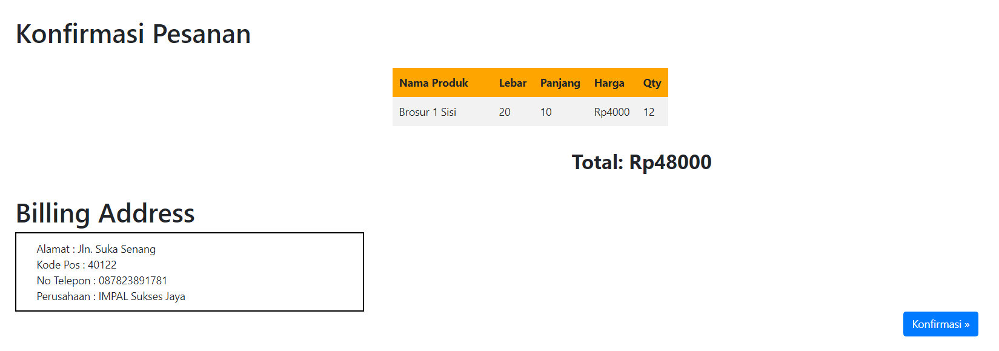 Konfirmasi Pesanan
Nama Produk Lebar Panjang Harga Qty
Brosur 1 Sisi 20 10 Rp4000 12
Total: Rp48000
Billing Address
Alamat : Jln. Suka Senang
Kode Pos : 40122
No Telepon : 087823891781
Perusahaan : IMPAL Sukses Jaya
Konfirmasi »